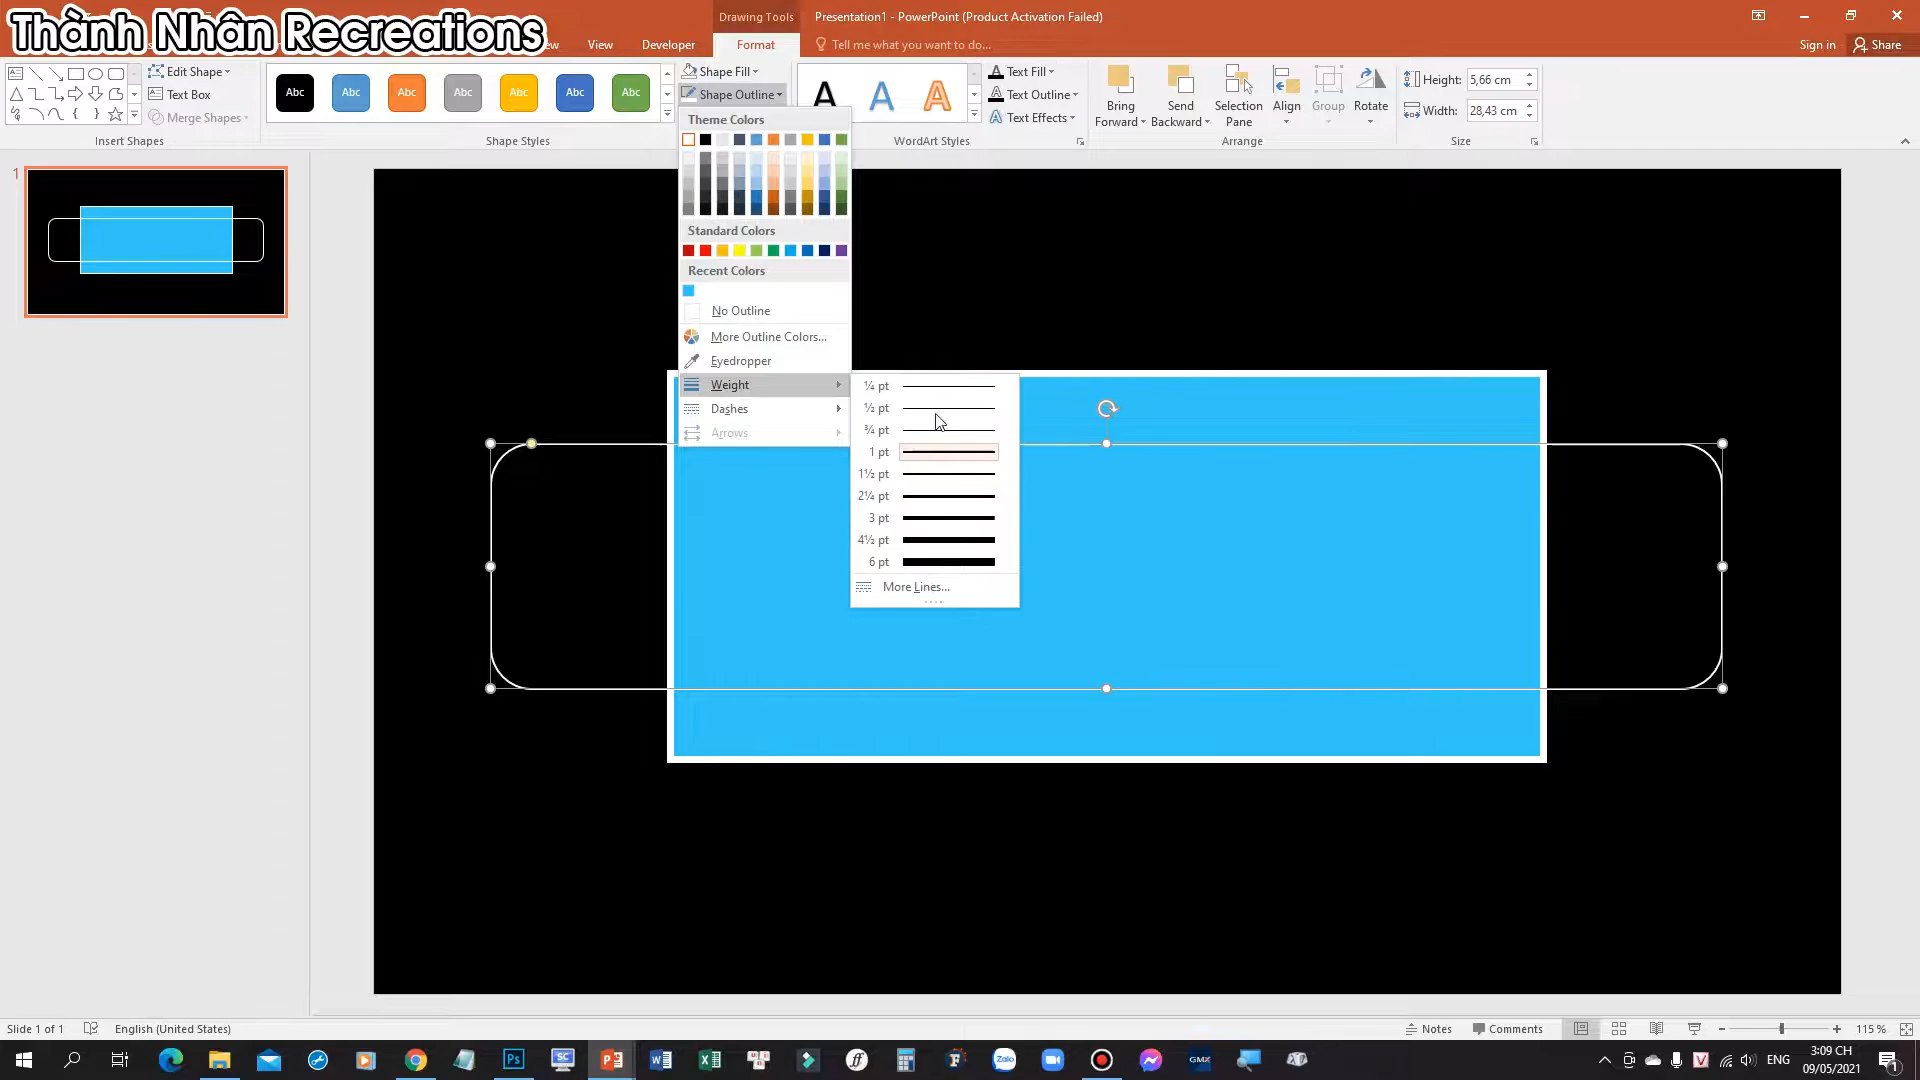 Thành Nhân Recreations
Drawing Tools
Presentation1 - PowerPoint (Product Activation Failed)
View
Developer
Format
Tell me what you want to do...
Sign in
Share
Edit Shape
Text Box
Merge Shapes
Insert Shapes
Abc
Abc
Abc
Abc
Abc
Abc
Abc
Shape Styles
Shape Fill
Shape Outline
A
A
A
WordArt Styles
Text Fill
Text Outline
Text Effects
Bring Forward
Send Backward
Selection Pane
Align
Group
Rotate
Arrange
Height: 5,66 cm
Width: 28,43 cm
Size
Theme Colors
Standard Colors
Recent Colors
No Outline
More Outline Colors...
Eyedropper
Weight
Dashes
Arrows
¼ pt
½ pt
¾ pt
1 pt
1½ pt
2¼ pt
3 pt
4½ pt
6 pt
More Lines...
1
Slide 1 of 1
English (United States)
Notes
Comments
115 %
ENG
3:09 CH
09/05/2021